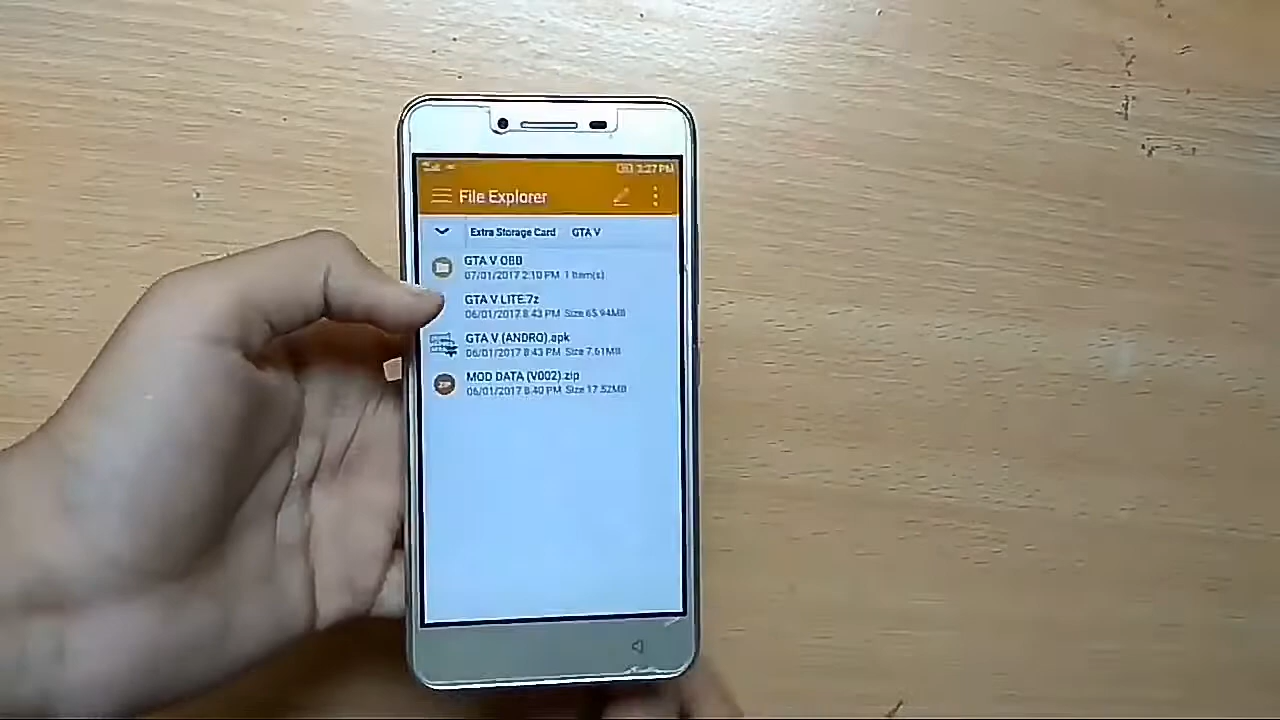 3:27 PM
File Explorer
Extra Storage Card GTA V
GTA V.OBB
07/01/2017 2:10 PM 1 Item(s)
GTA V LITE.7z
06/01/2017 8:43 PM Size 65.94MB
GTA V (ANDRO).apk
06/01/2017 8:43 PM Size 7.61MB
ZIP
MOD DATA (V002).zip
06/01/2017 8:40 PM Size 17.52MB